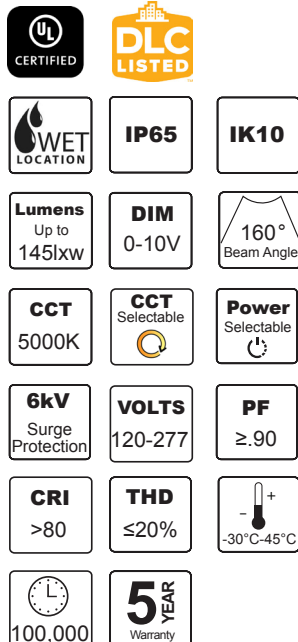 UL
CERTIFIED
DLC
LISTED
WET
LOCATION
IP65
IK10
Lumens
Up to
145lxw
DIM
0-10V
160°
Beam Angle
CCT
5000K
CCT
Selectable
Power
Selectable
6kV
Surge
Protection
VOLTS
120-277
PF
≥.90
CRI
>80
THD
≤20%
+
-
-30°C-45°C
100,000
5 YEAR
Warranty